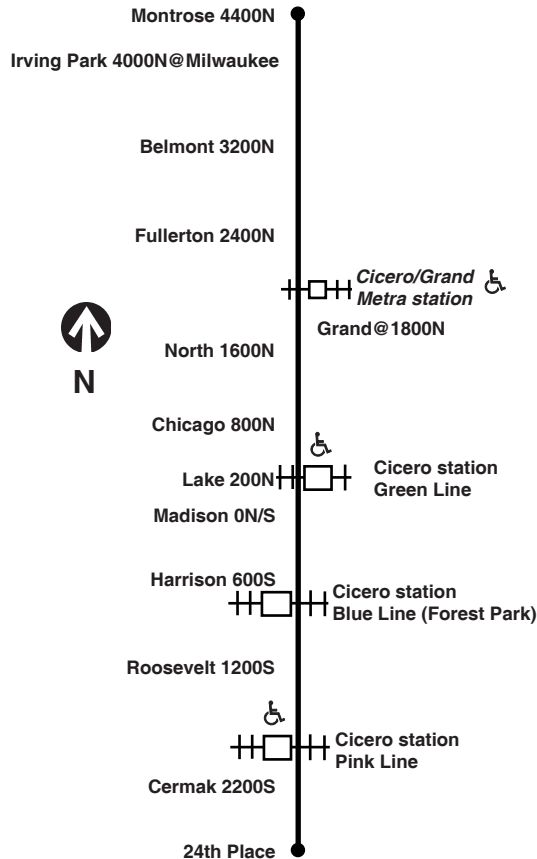 Montrose 4400N
Irving Park 4000N@Milwaukee
Belmont 3200N
Fullerton 2400N
Cicero/Grand
Metra station
Grand@1800N
N
North 1600N
Chicago 800N
Lake 200N
Cicero station
Green Line
Madison 0N/S
Harrison 600S
Cicero station
Blue Line (Forest Park)
Roosevelt 1200S
Cicero station
Pink Line
Cermak 2200S
24th Place